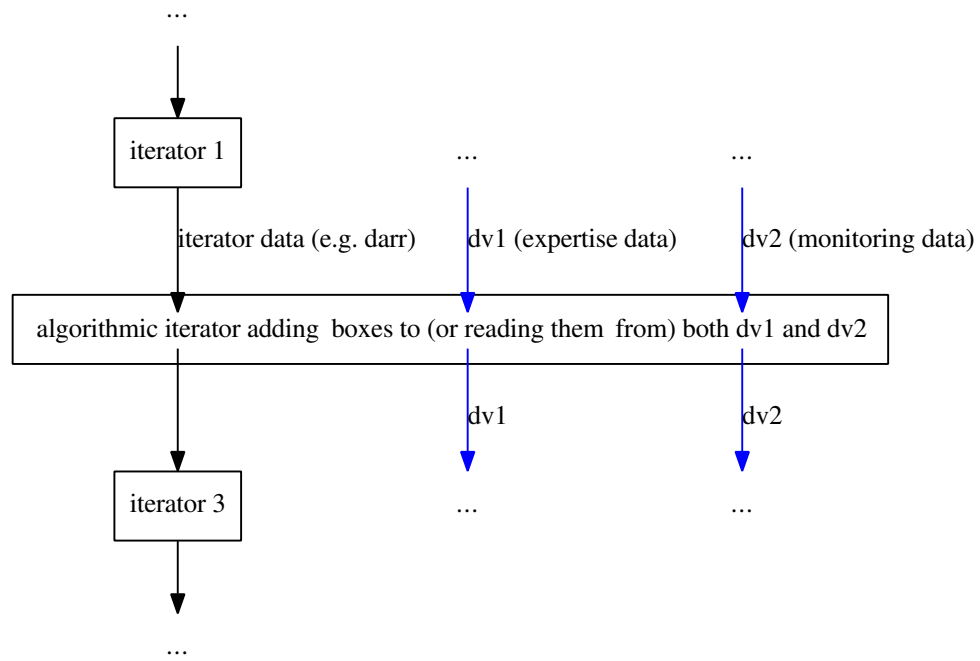 ...
iterator 1
...
...
iterator data (e.g. darr)
dv1 (expertise data)
dv2 (monitoring data)
algorithmic iterator adding  boxes to (or reading them  from) both dv1 and dv2
dv1
dv2
iterator 3
...
...
...